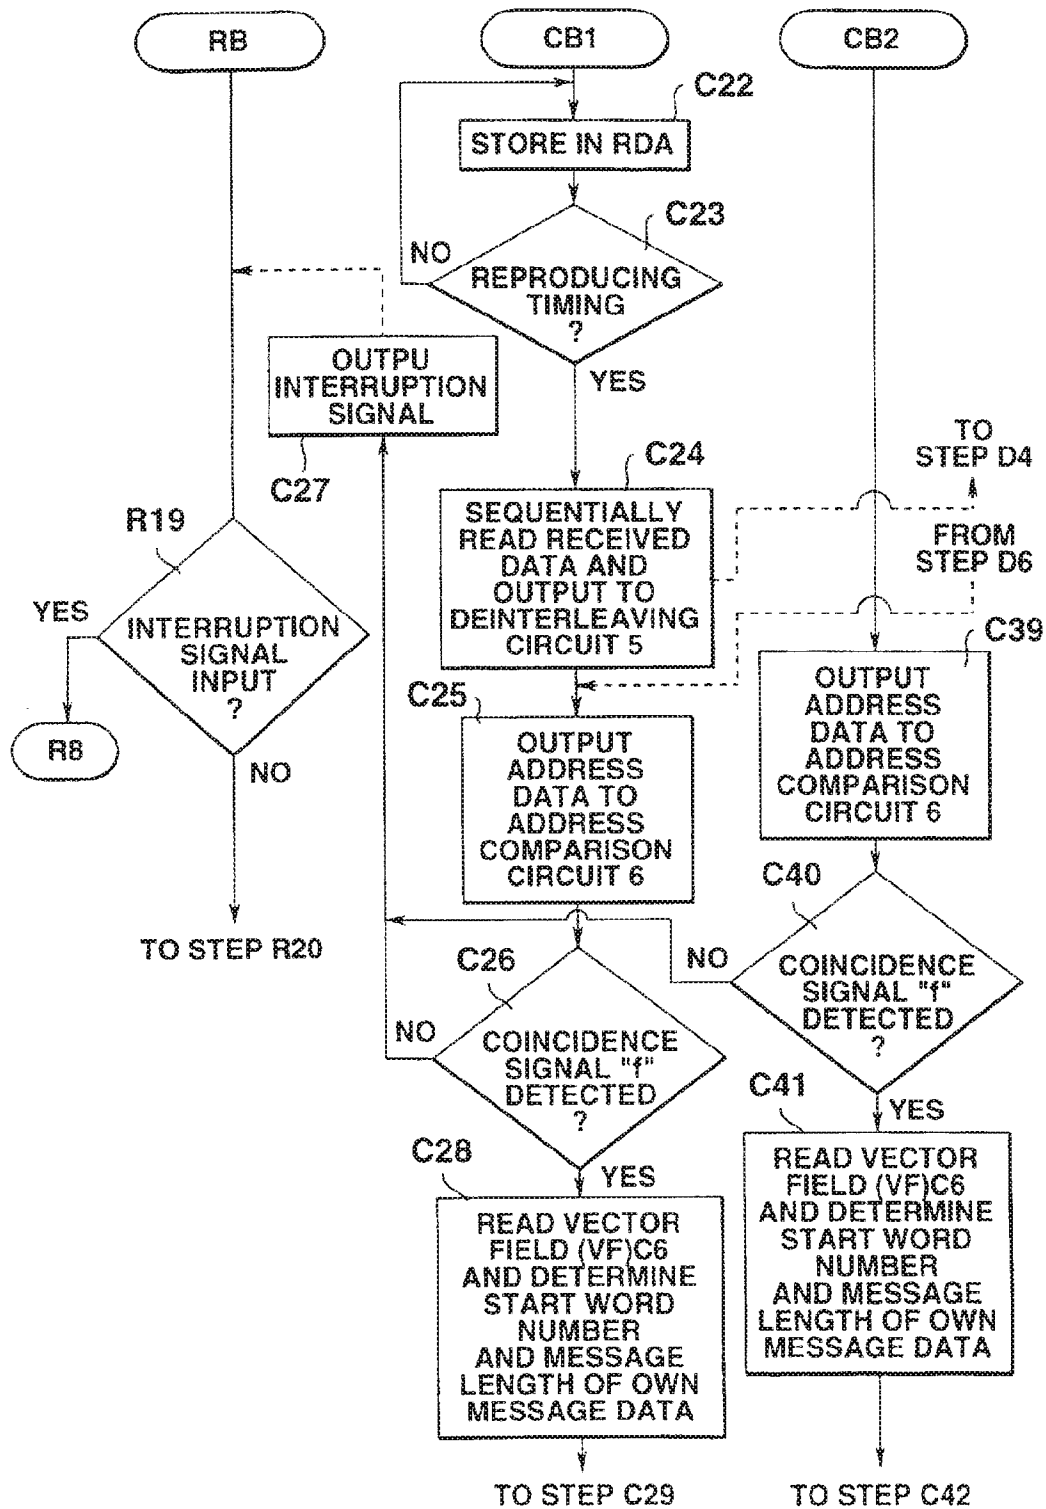 RB
CB1
CB2
C22
STORE IN RDA
C23
NO
REPRODUCING
TIMING
?
YES
OUTPU
INTERRUPTION
SIGNAL
C27
TO
STEP D4
C24
SEQUENTIALLY
READ RECEIVED
DATA AND
OUTPUT TO
DEINTERLEAVING
CIRCUIT 5
FROM
STEP D6
R19
YES
INTERRUPTION
SIGNAL
INPUT
?
R8
NO
TO STEP R20
C25
OUTPUT
ADDRESS
DATA TO
ADDRESS
COMPARISON
CIRCUIT 6
C39
OUTPUT
ADDRESS
DATA TO
ADDRESS
COMPARISON
CIRCUIT 6
C26
NO
COINCIDENCE
SIGNAL "f"
DETECTED
?
YES
C40
NO
COINCIDENCE
SIGNAL "f"
DETECTED
?
YES
C28
READ VECTOR
FIELD (VF)C6
AND DETERMINE
START WORD
NUMBER
AND MESSAGE
LENGTH OF OWN
MESSAGE DATA
TO STEP C29
C41
READ VECTOR
FIELD (VF)C6
AND DETERMINE
START WORD
NUMBER
AND MESSAGE
LENGTH OF OWN
MESSAGE DATA
TO STEP C42